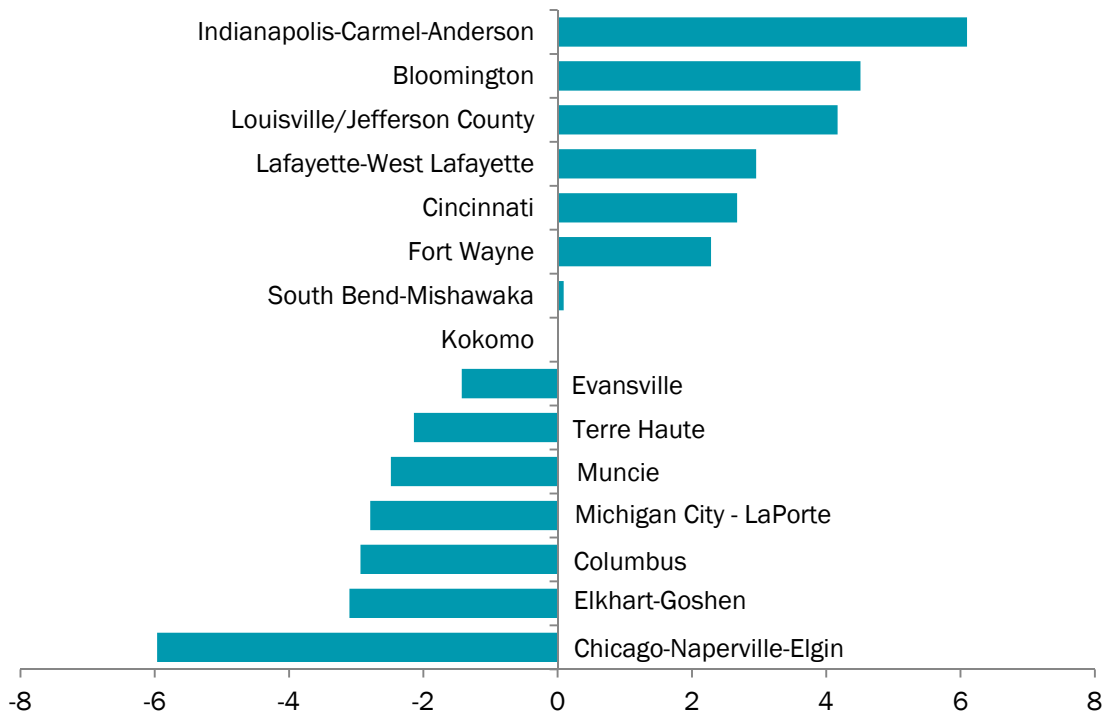 Indianapolis-Carmel-Anderson
Bloomington
Louisville/Jefferson County
Lafayette-West Lafayette
Cincinnati
Fort Wayne
South Bend-Mishawaka
Kokomo
Evansville
Terre Haute
Muncie
Michigan City - LaPorte
Columbus
Elkhart-Goshen
Chicago-Naperville-Elgin
-8 -6 -4 -2 0 2 4 6 8